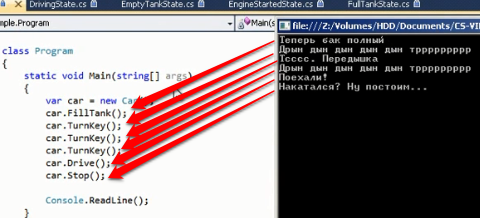 DrivingState.cs
EmptyTankState.cs
EngineStartedState.cs
FullTankState.cs
mple.Program
Main(s
file:///Z:/Volumes/HDD/Documents/CS-VI
class Program
{
static void Main(string[] args)
{
var car = new Ca
car.FillTank();
car.TurnKey();
car.TurnKey();
car.TurnKey();
car.Drive();
car.Stop();
Console.ReadLine();
}
Теперь бак полный
Дрын дын дын дын дын тррррррррр
Тсссс. Передышка
Дрын дын дын дын дын тррррррррр
Поехали!
Накатался? Ну постоим...